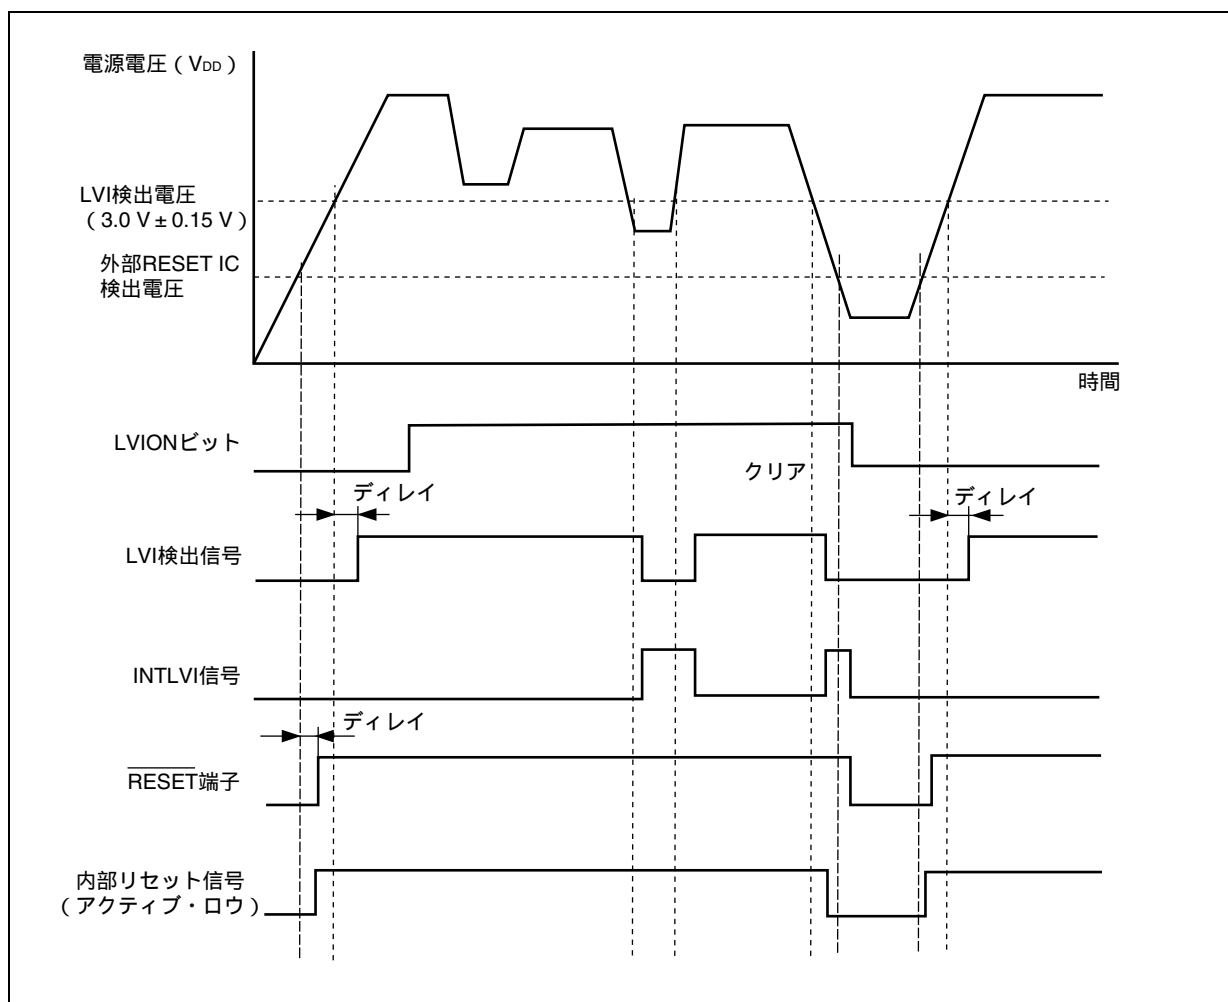 電源電圧（VDD）
LVI検出電圧
（3.0 V ± 0.15 V）
外部RESET IC
検出電圧
時間
LVIONビット
クリア
ディレイ
ディレイ
LVI検出信号
INTLVI信号
ディレイ
RESET端子
内部リセット信号
（アクティブ・ロウ）